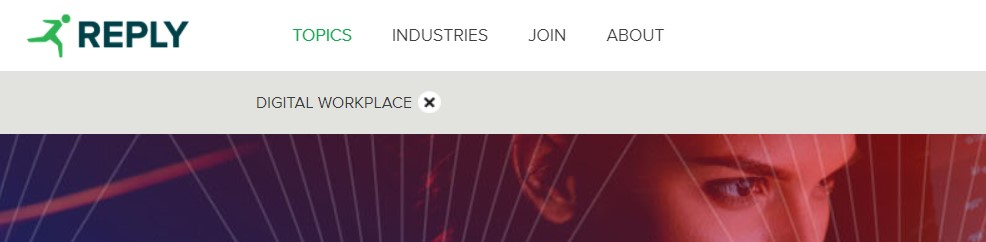 REPLY
TOPICS INDUSTRIES JOIN ABOUT
DIGITAL WORKPLACE